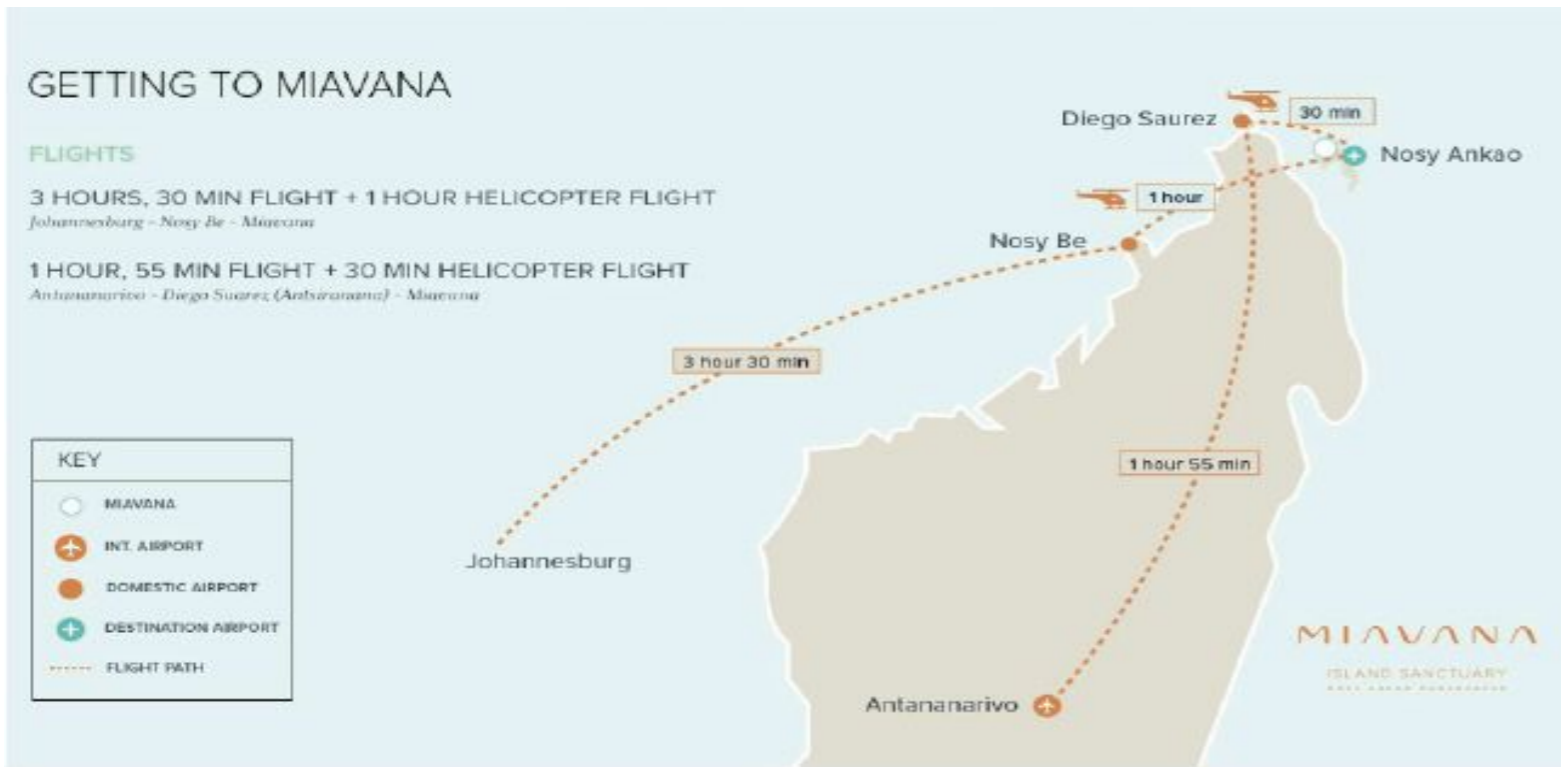 GETTING TO MIAVANA
FLIGHTS
3 HOURS, 30 MIN FLIGHT + 1 HOUR HELICOPTER FLIGHT
Johannesburg - Nosy Be - Miavana
1 HOUR, 55 MIN FLIGHT + 30 MIN HELICOPTER FLIGHT
Antananarivo - Diego Suarez (Antsiranana) - Miavana
Diego Saurez
30 min
Nosy Ankao
1 hour
Nosy Be
3 hour 30 min
Johannesburg
1 hour 55 min
Antananarivo
KEY
MIAVANA
INT. AIRPORT
DOMESTIC AIRPORT
DESTINATION AIRPORT
FLIGHT PATH
MIAVANA
ISLAND SANCTUARY